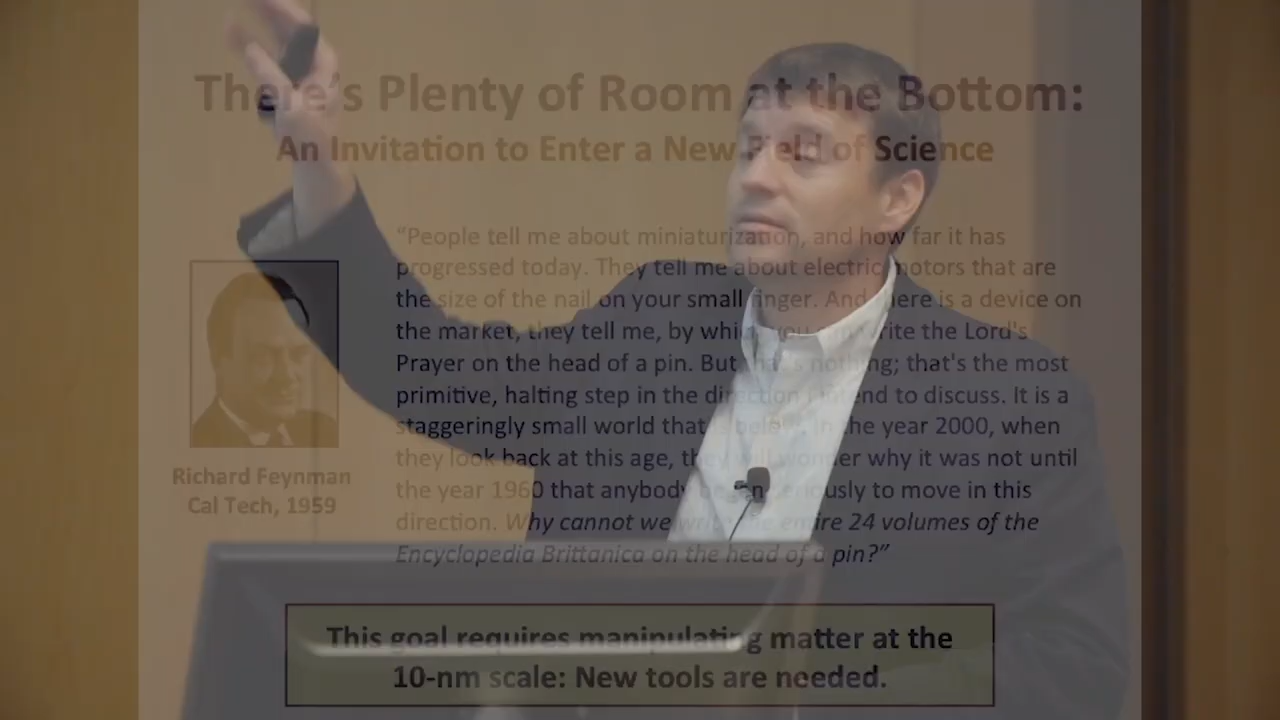 There's Plenty of Room at the Bottom:
An Invitation to Enter a New Field of Science
“People tell me about miniaturization, and how far it has
progressed today. They tell me about electric motors that are
the size of the nail on your small finger. And there is a device on
the market, they tell me, by which you can write the Lord's
Prayer on the head of a pin. But that's nothing; that's the most
primitive, halting step in the direction I intend to discuss. It is a
staggeringly small world that is below. In the year 2000, when
they look back at this age, they will wonder why it was not until
the year 1960 that anybody began seriously to move in this
direction. Why cannot we write the entire 24 volumes of the
Encyclopedia Brittanica on the head of a pin?”
Richard Feynman
Cal Tech, 1959
This goal requires manipulating matter at the
10-nm scale: New tools are needed.